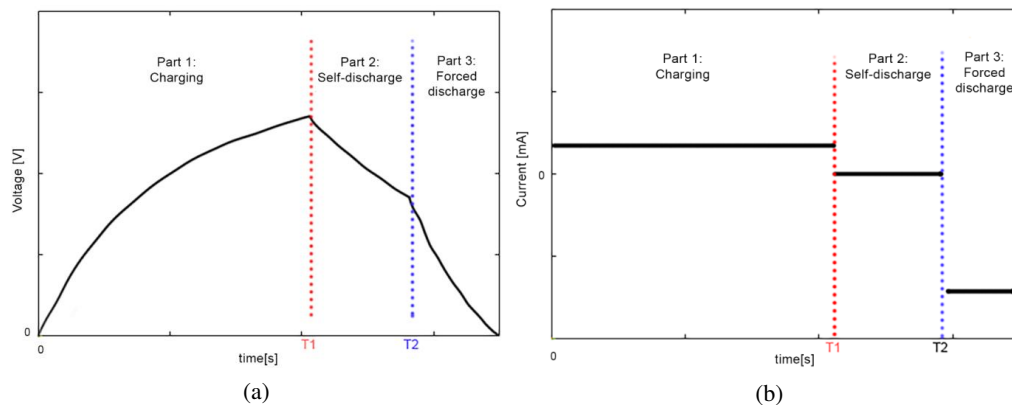 Part 1:
Charging
Part 2:
Self-discharge
Part 3:
Forced
discharge
Voltage [V]
0
0
T1
T2
time[s]
(a)
Part 1:
Charging
Part 2:
Self-discharge
Part 3:
Forced
discharge
Current [mA]
0
0
T1
T2
time[s]
(b)